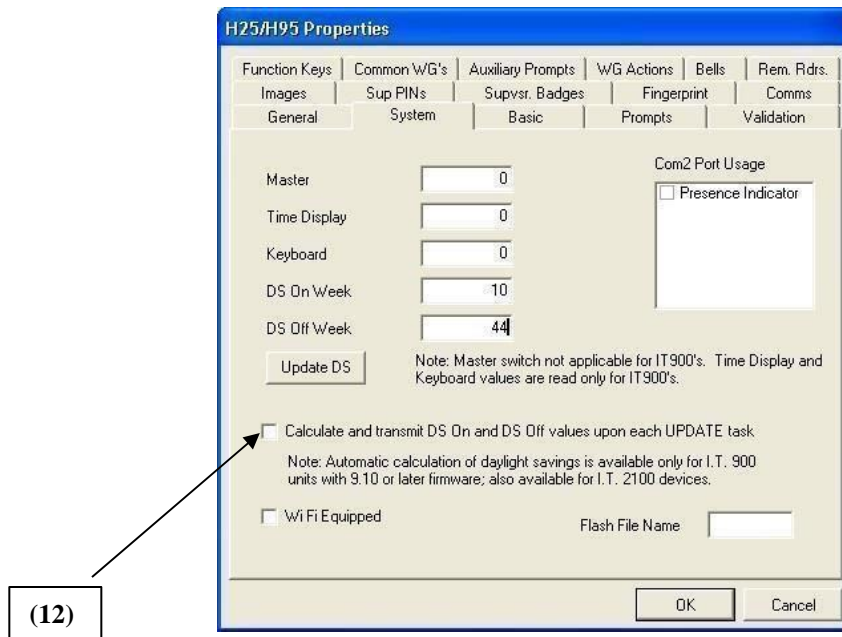 H25/H95 Properties
Function Keys Common WG's Auxiliary Prompts WG Actions Bells Rem. Rdrs.
Images Sup PINs Supvsr. Badges Fingerprint Comms
General System Basic Prompts Validation
Com2 Port Usage
Master 0
Presence Indicator
Time Display 0
Keyboard 0
DS On Week 10
DS Off Week 44
Update DS
Note: Master switch not applicable for IT900's. Time Display and
Keyboard values are read only for IT900's.
Calculate and transmit DS On and DS Off values upon each UPDATE task
Note: Automatic calculation of daylight savings is available only for I.T. 900
units with 9.10 or later firmware; also available for I.T. 2100 devices.
Wi Fi Equipped
Flash File Name
OK Cancel
(12)